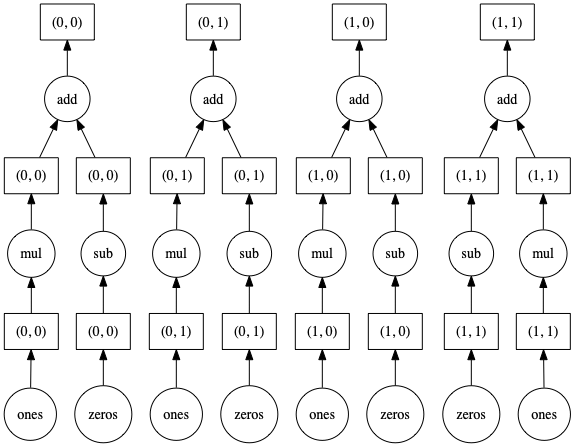 (0, 0) (0, 1) (1, 0) (1, 1)
add add add add
(0, 0) (0, 0) (0, 1) (0, 1) (1, 0) (1, 0) (1, 1) (1, 1)
mul sub mul sub mul sub sub mul
(0, 0) (0, 0) (0, 1) (0, 1) (1, 0) (1, 0) (1, 1) (1, 1)
ones zeros ones zeros ones zeros zeros ones